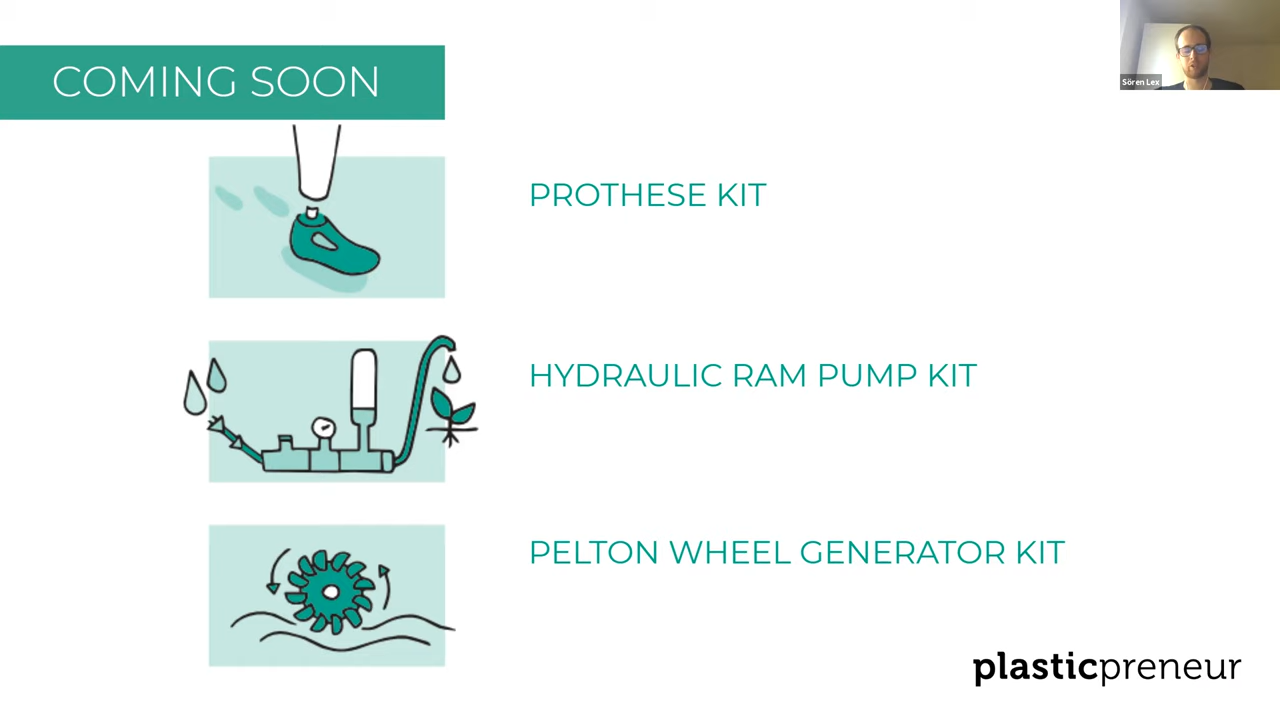 COMING SOON
Sören Lex
PROTHESE KIT
HYDRAULIC RAM PUMP KIT
PELTON WHEEL GENERATOR KIT
plasticpreneur